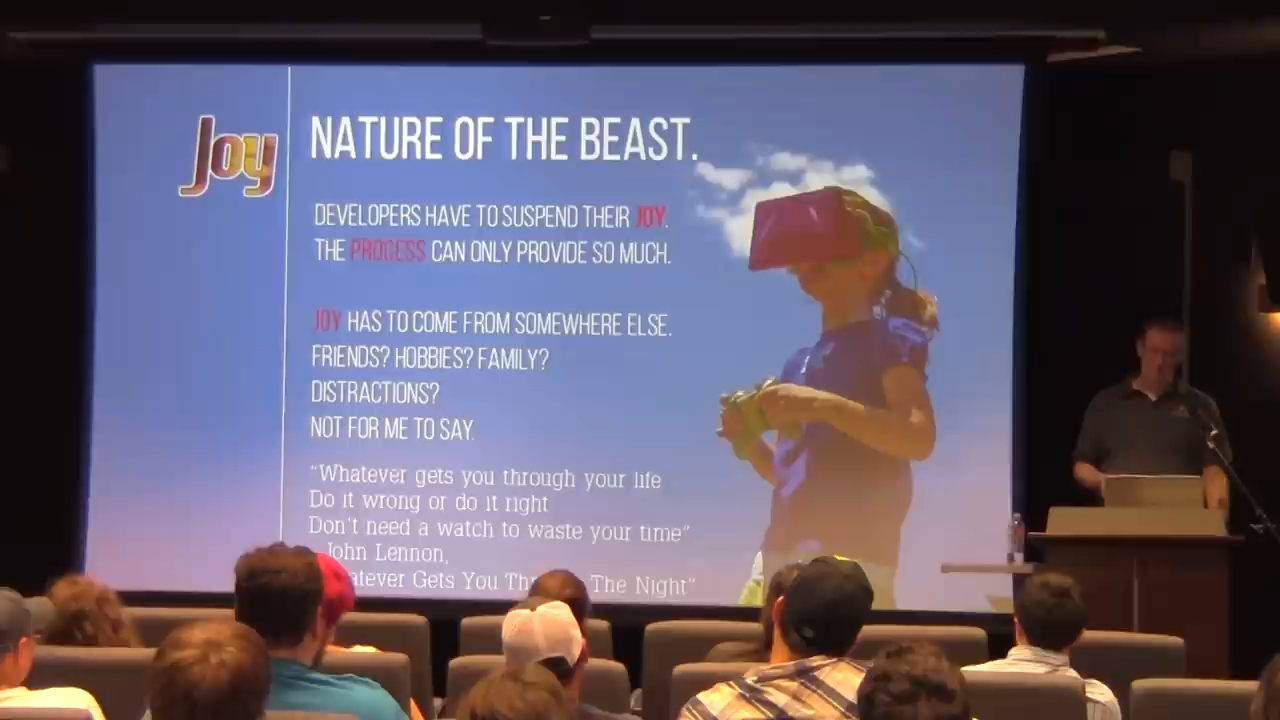 Joy
NATURE OF THE BEAST.
DEVELOPERS HAVE TO SUSPEND THEIR JOY.
THE PROCESS CAN ONLY PROVIDE SO MUCH.
JOY HAS TO COME FROM SOMEWHERE ELSE.
FRIENDS? HOBBIES? FAMILY?
DISTRACTIONS?
NOT FOR ME TO SAY.
“Whatever gets you through your life
Do it wrong or do it right
Don't need a watch to waste your time”
John Lennon,
Gets You The Night”